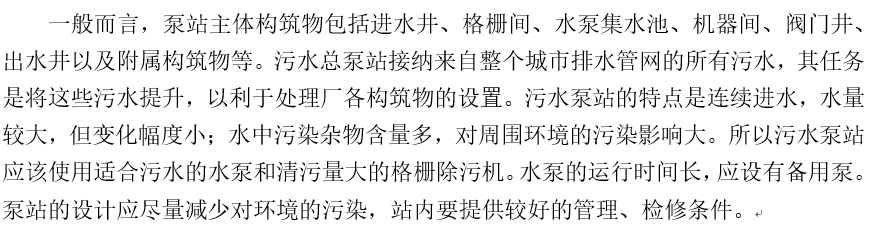 一般而言，泵站主体构筑物包括进水井、格栅间、水泵集水池、机器间、阀门井、
出水井以及附属构筑物等。污水总泵站接纳来自整个城市排水管网的所有污水，其任务
是将这些污水提升，以利于处理厂各构筑物的设置。污水泵站的特点是连续进水，水量
较大，但变化幅度小；水中污染杂物含量多，对周围环境的污染影响大。所以污水泵站
应该使用适合污水的水泵和清污量大的格栅除污机。水泵的运行时间长，应设有备用泵。
泵站的设计应尽量减少对环境的污染，站内要提供较好的管理、检修条件。